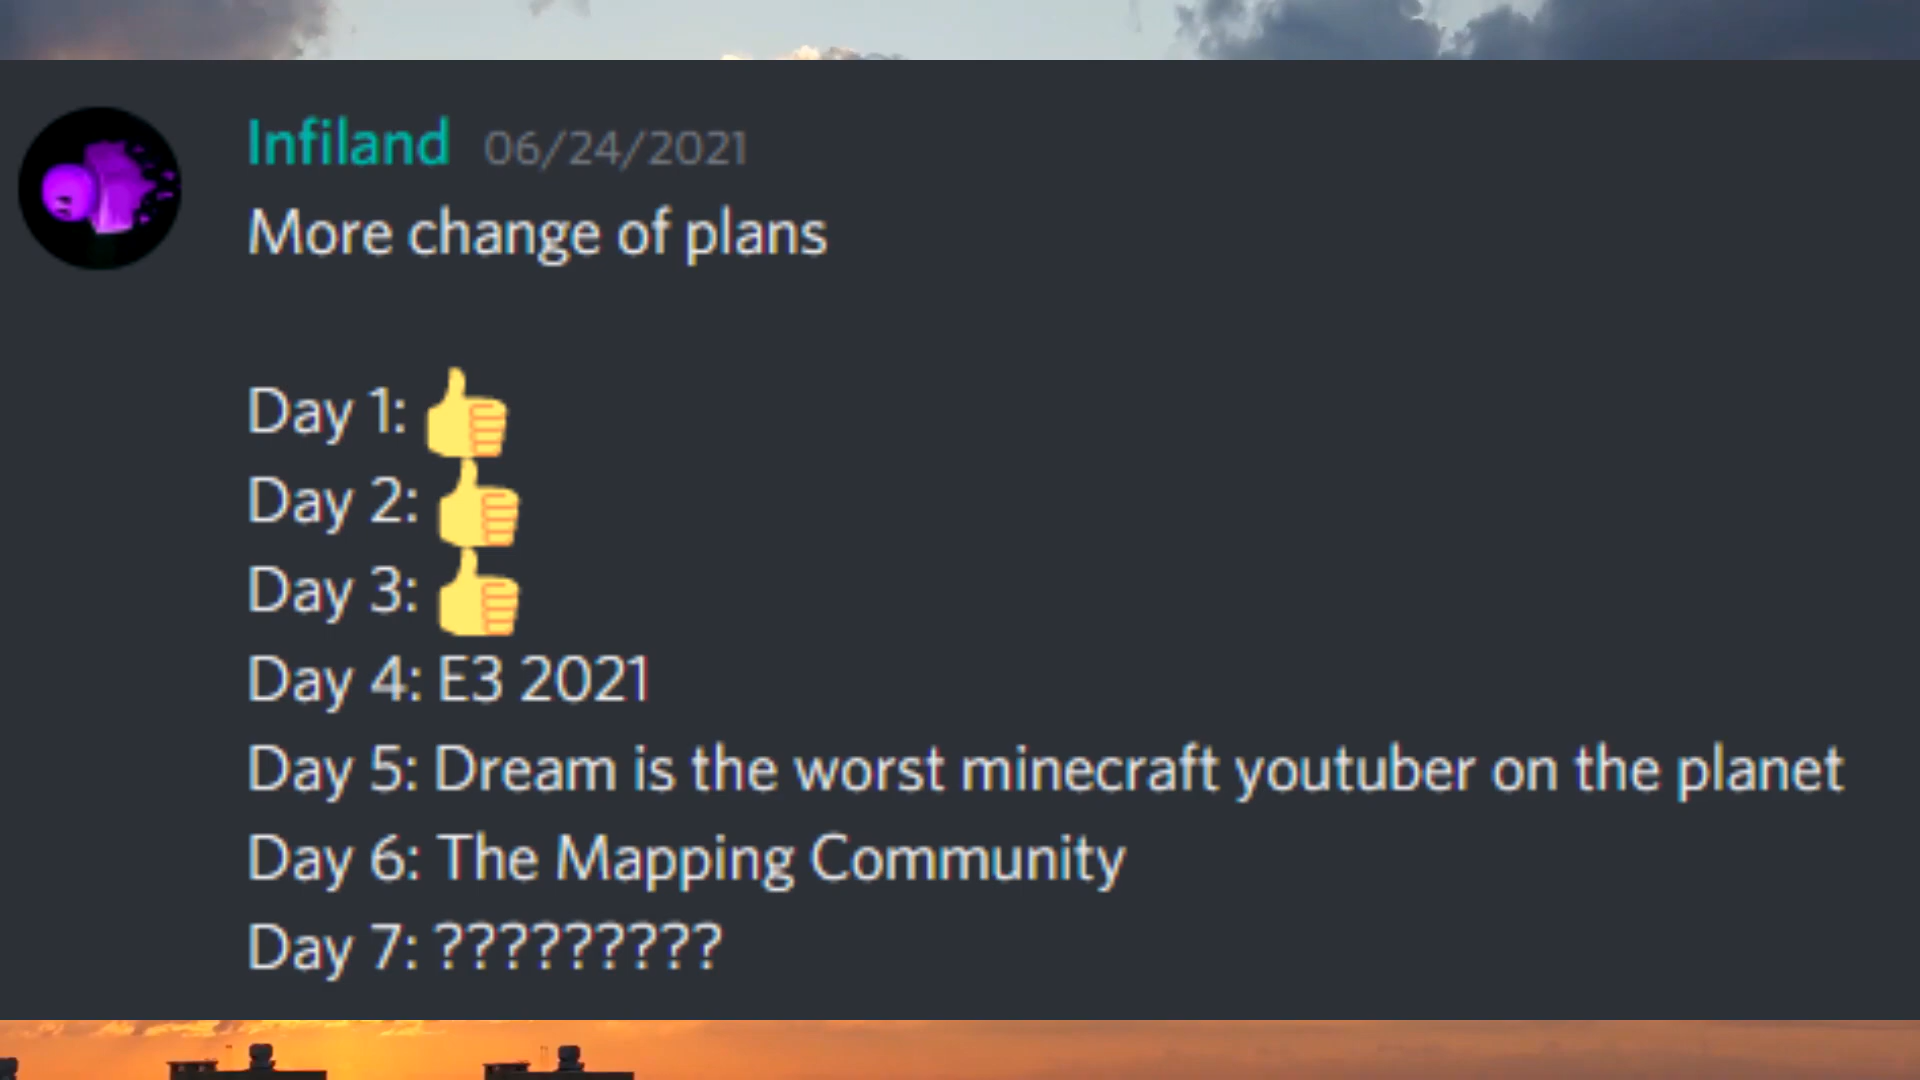 Infiland 06/24/2021
More change of plans
Day 1: 👍
Day 2: 👍
Day 3: 👍
Day 4: E3 2021
Day 5: Dream is the worst minecraft youtuber on the planet
Day 6: The Mapping Community
Day 7: ?????????